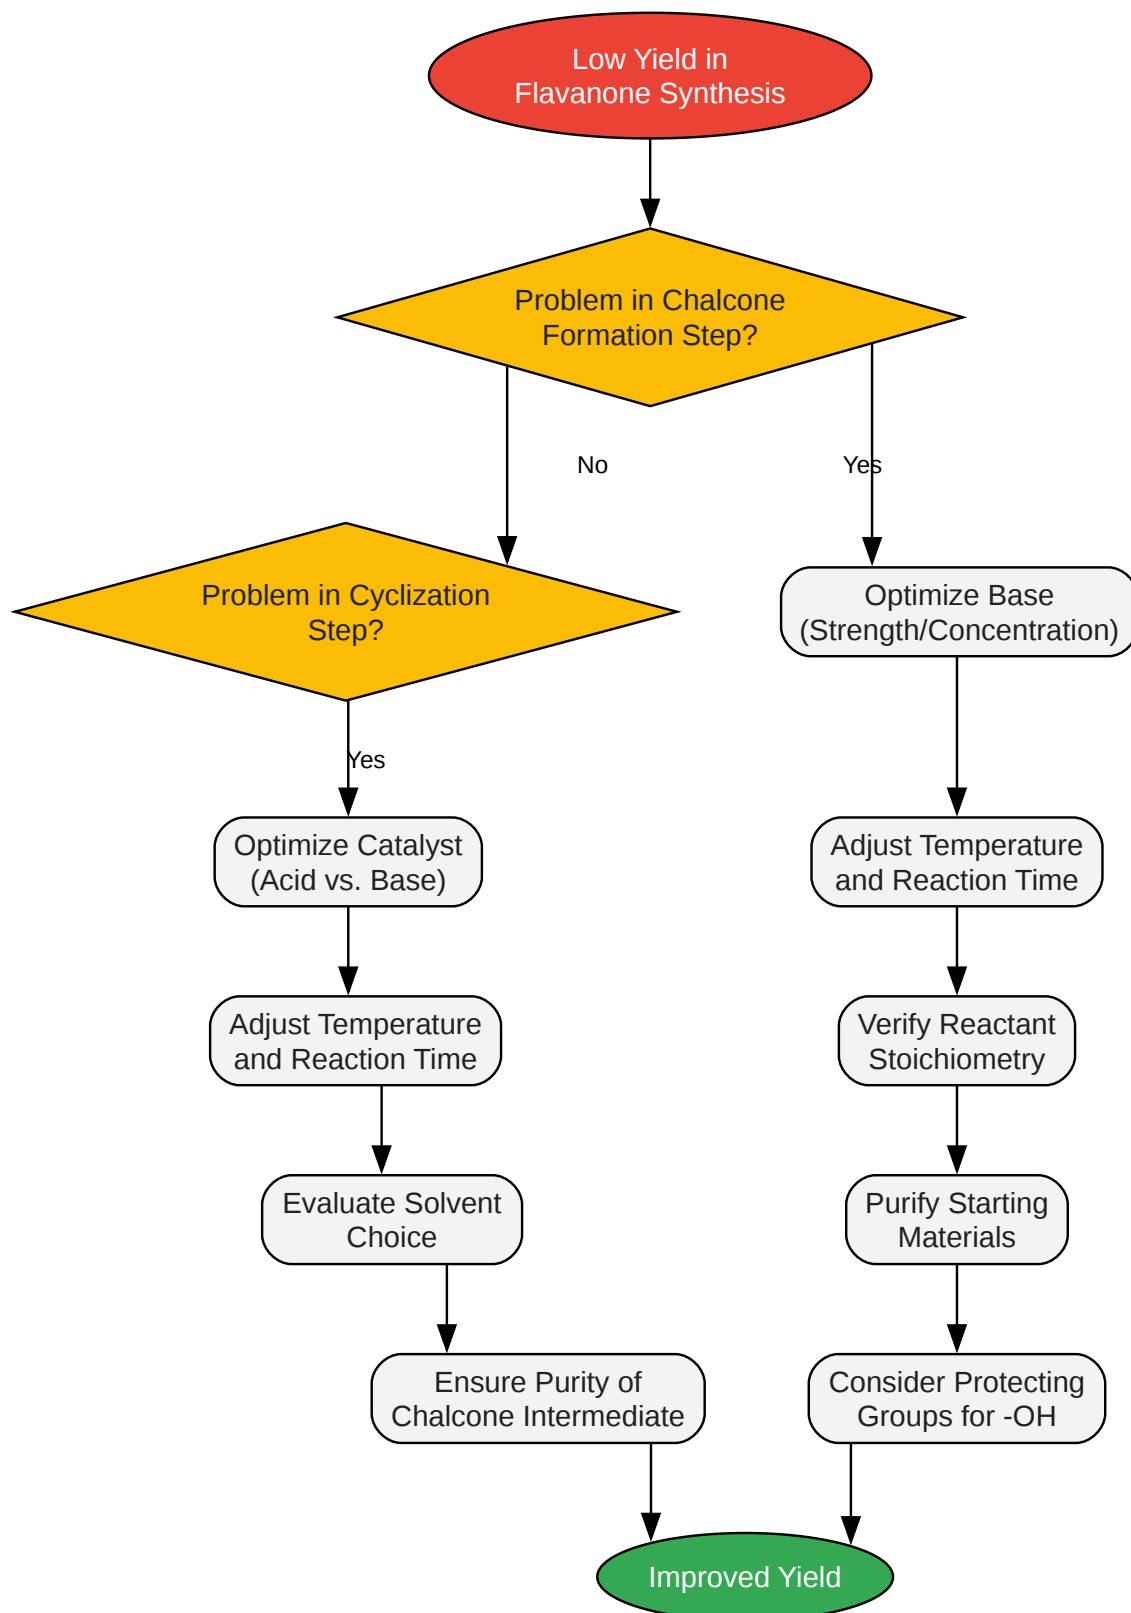 Low Yield in
Flavanone Synthesis
Problem in Chalcone
Formation Step?
No
Yes
Problem in Cyclization
Step?
Optimize Base
(Strength/Concentration)
Yes
Optimize Catalyst
(Acid vs. Base)
Adjust Temperature
and Reaction Time
Adjust Temperature
and Reaction Time
Verify Reactant
Stoichiometry
Evaluate Solvent
Choice
Purify Starting
Materials
Ensure Purity of
Chalcone Intermediate
Consider Protecting
Groups for -OH
Improved Yield